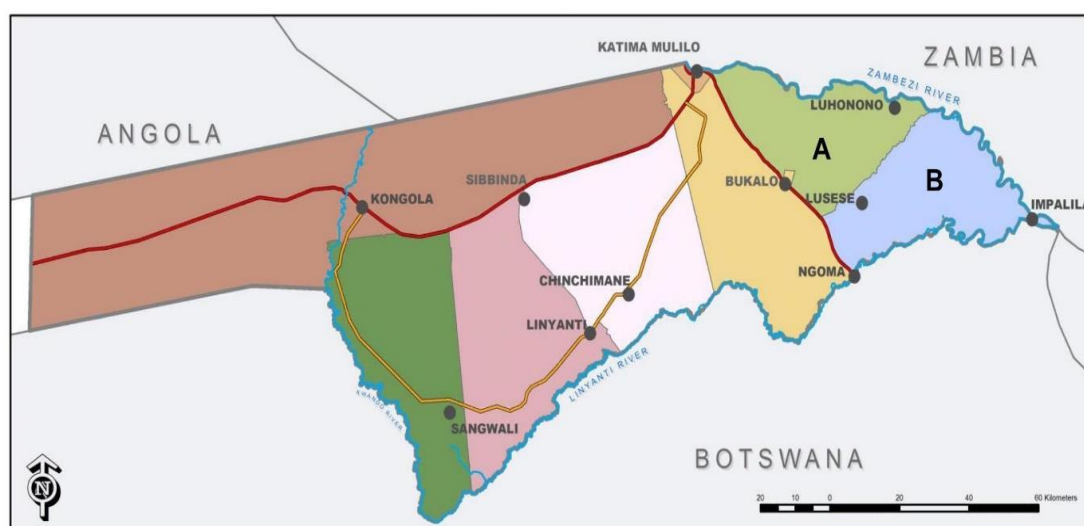 KATIMA MULILO
ZAMBIA
ZAMBEZI RIVER
LUHONONO
ANGOLA
A
SIBBINDA
BUKALO
B
KONGOLA
LUSESE
IMPALILA
NGOMA
CHINCHIMANE
LINYANTI
LINYANTI RIVER
KWANDO RIVER
SANGWALI
BOTSWANA
N
20 10 0 20 40 60 Kilometers